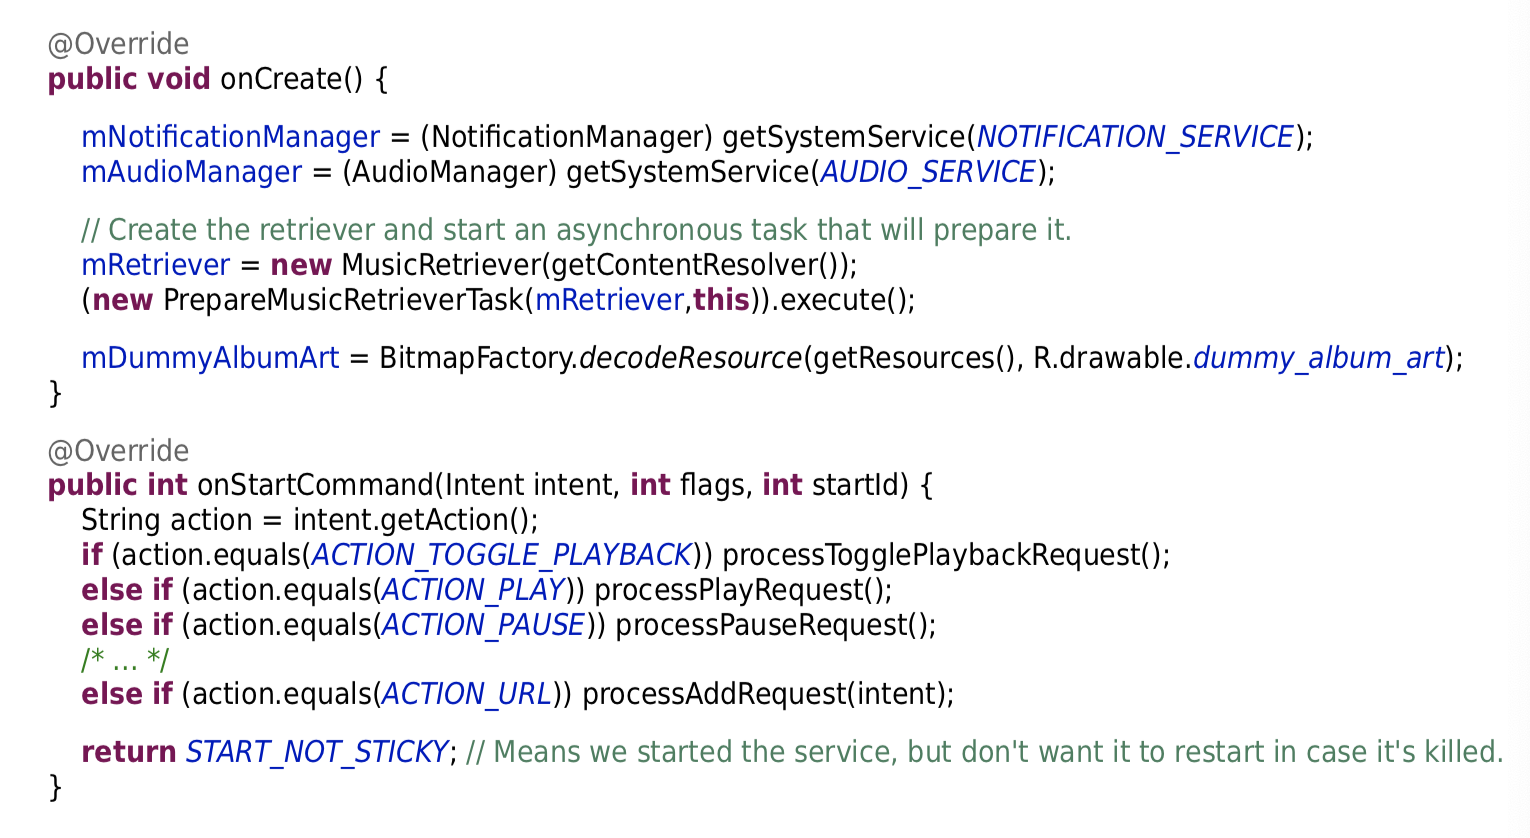 @Override
public void onCreate() {
mNotificationManager = (NotificationManager) getSystemService(NOTIFICATION_SERVICE);
mAudioManager = (AudioManager) getSystemService(AUDIO_SERVICE);
// Create the retriever and start an asynchronous task that will prepare it.
mRetriever = new MusicRetriever(getContentResolver());
(new PrepareMusicRetrieverTask(mRetriever,this)).execute();
mDummyAlbumArt = BitmapFactory.decodeResource(getResources(), R.drawable.dummy_album_art);
}
@Override
public int onStartCommand(Intent intent, int flags, int startId) {
String action = intent.getAction();
if (action.equals(ACTION_TOGGLE_PLAYBACK)) processTogglePlaybackRequest();
else if (action.equals(ACTION_PLAY)) processPlayRequest();
else if (action.equals(ACTION_PAUSE)) processPauseRequest();
/* ... */
else if (action.equals(ACTION_URL)) processAddRequest(intent);
return START_NOT_STICKY; // Means we started the service, but don't want it to restart in case it's killed.
}